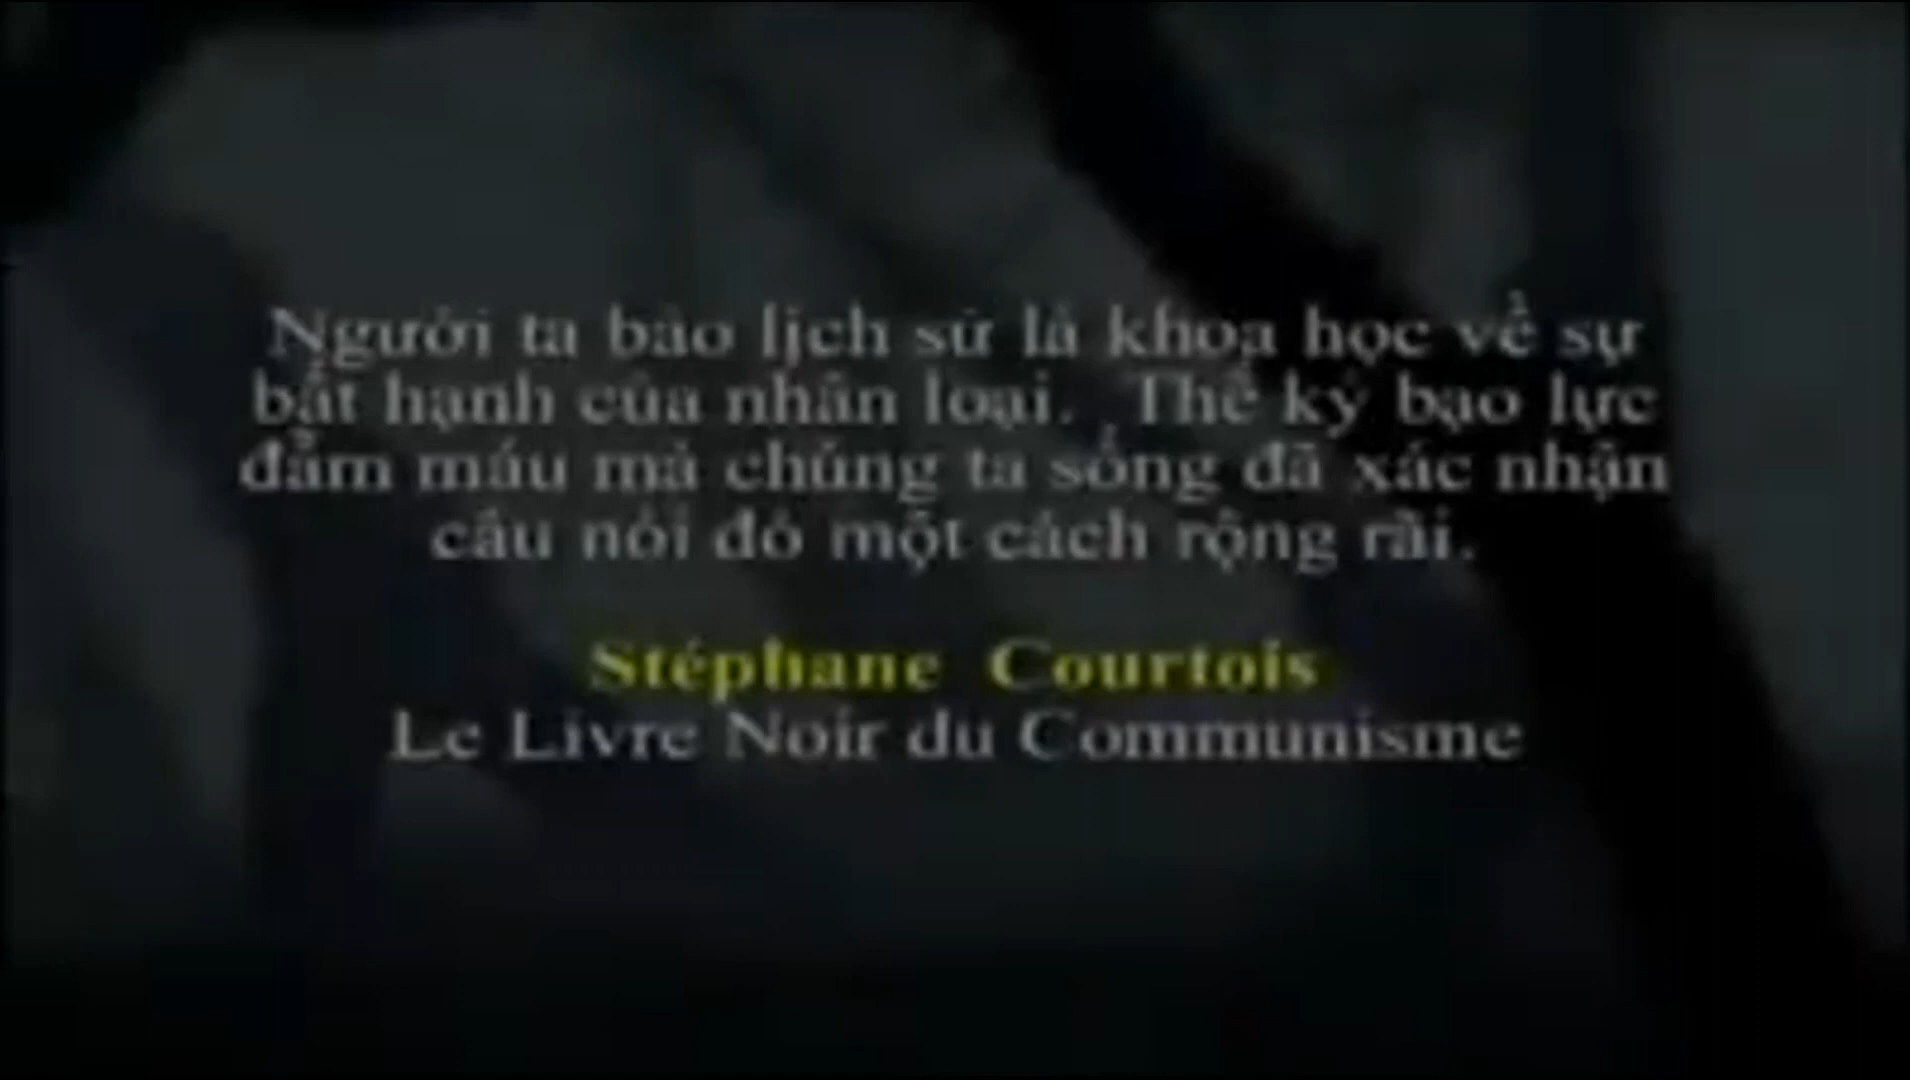 Người ta bảo lịch sử là khoa học về sự
bất hạnh của nhân loại. Thế kỷ bạo lực
đẫm máu mà chúng ta sống đã xác nhận
câu nói đó một cách rộng rãi.
Stéphane Courtois
Le Livre Noir du Communisme